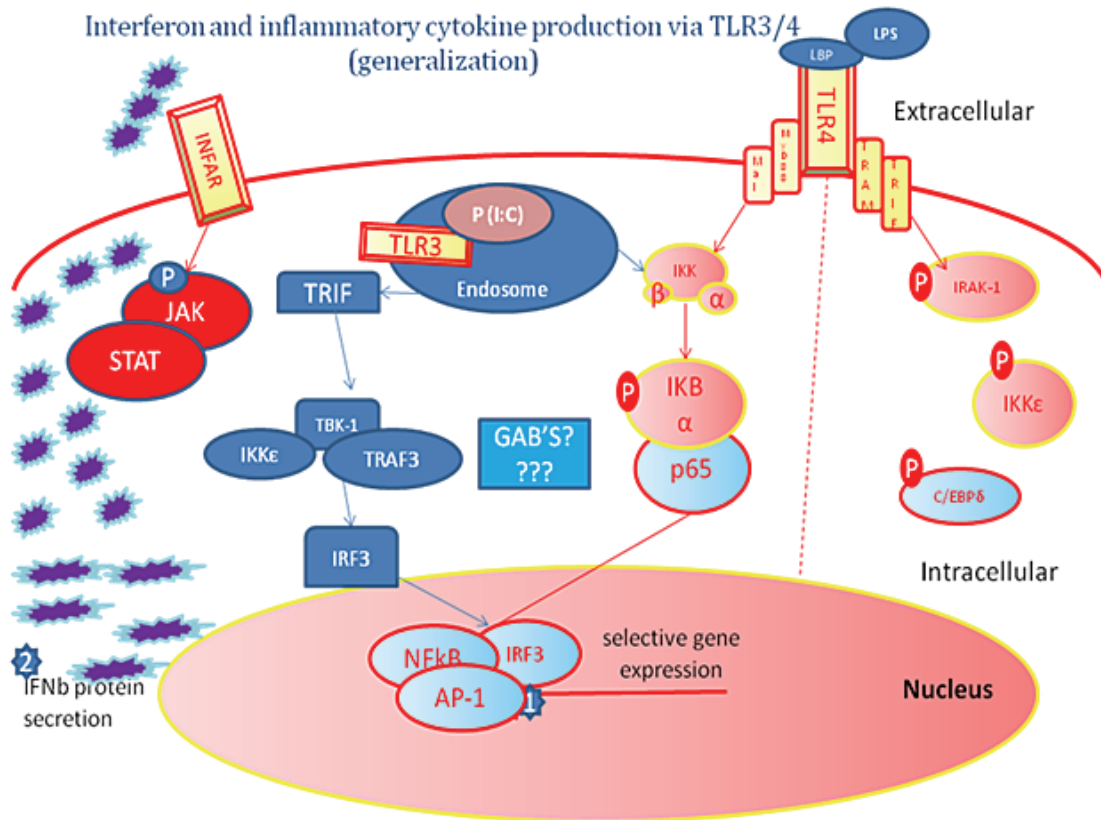 Interferon and inflammatory cytokine production via TLR3/4
(generalization)
LPS
LBP
TLR4
Extracellular
INFAR
Mal
MyD88
TRAM
TRIF
P (I:C)
TLR3
Endosome
P
JAK
STAT
TRIF
IKK
β
α
P
IRAK-1
P
IKKε
TBK-1
IKKε
TRAF3
GAB'S?
???
P
IKB
α
p65
P
C/EBPδ
IRF3
Intracellular
NFkB
IRF3
AP-1
1
selective gene
expression
Nucleus
2
IFNb protein
secretion